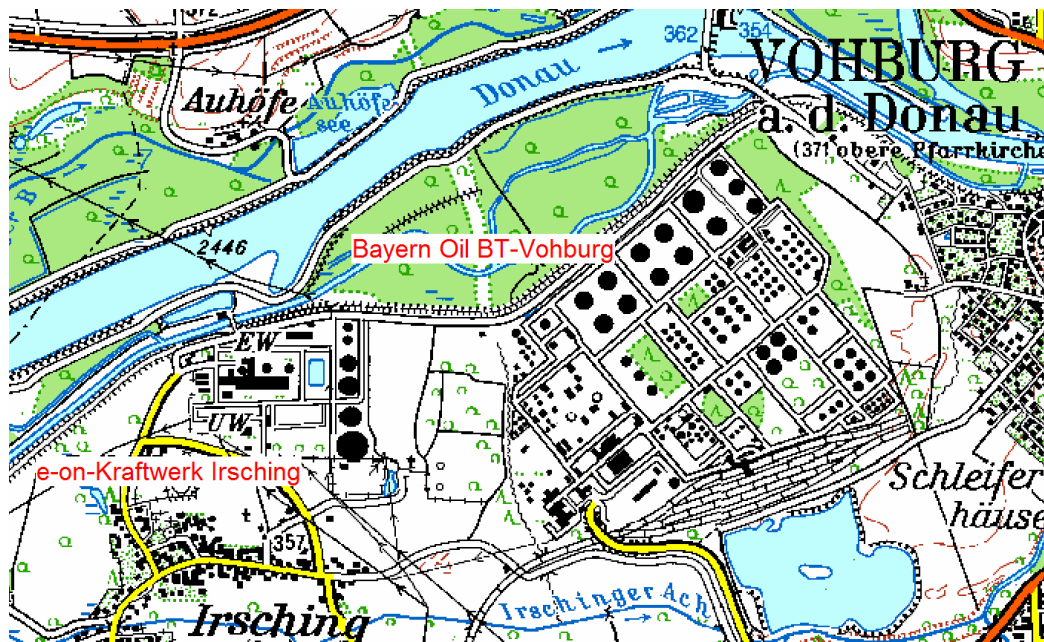 362
354
VOHBURG
a. d. Donau
(371 obere Pfarrkirche
Donau
Auhöfe
Auhöfe-
see
2446
Bayern Oil BT-Vohburg
EW
UW
e-on-Kraftwerk Irsching
357
Schleifer
häuse
Irschinger Ach
Irsching